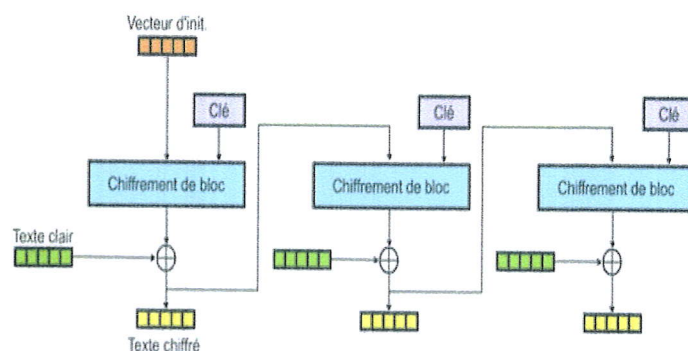 Vecteur d'init.
Clé
Clé
Clé
Chiffrement de bloc
Chiffrement de bloc
Chiffrement de bloc
Texte clair
Texte chiffré